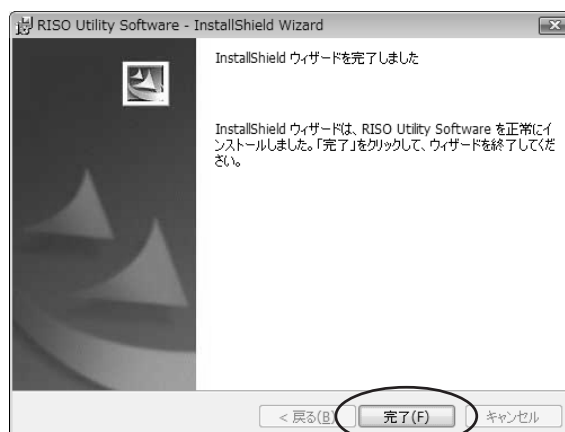 RISO Utility Software - InstallShield Wizard
InstallShield ウィザードを完了しました
InstallShield ウィザードは、RISO Utility Software を正常にイ
ンストールしました。「完了」をクリックして、ウィザードを終了してくだ
さい。
< 戻る(B)
完了(F)
キャンセル